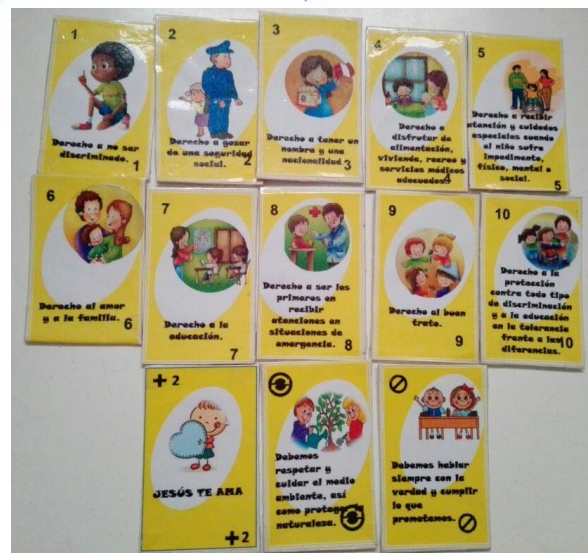 1
Derecho a no ser
discriminado.
1
2
Derecho a gozar
de una seguridad
social.
2
3
Derecho a tener un
nombre y una
nacionalidad.
3
4
Derecho a
disfrutar de
alimentación,
vivienda, recreo y
servicios médicos
adecuados.
4
5
Derecho a recibir
atención y cuidados
especiales cuando
el niño sufre
impedimento,
físico, mental o
social.
5
6
Derecho al amor
y a la familia.
6
7
Derecho a la
educación.
7
8
Derecho a ser los
primeros en
recibir
atenciones en
situaciones de
emergencia.
8
9
Derecho al buen
trato.
9
10
Derecho a la
protección
contra todo tipo
de discriminación
y a la educación
en la tolerancia
frente a las
10
diferencias.
+2
JESÚS TE AMA
+2
Debemos
respetar y
cuidar el medio
ambiente, así
como proteger la
naturaleza.
Debemos hablar
siempre con la
verdad y cumplir
lo que
prometemos.